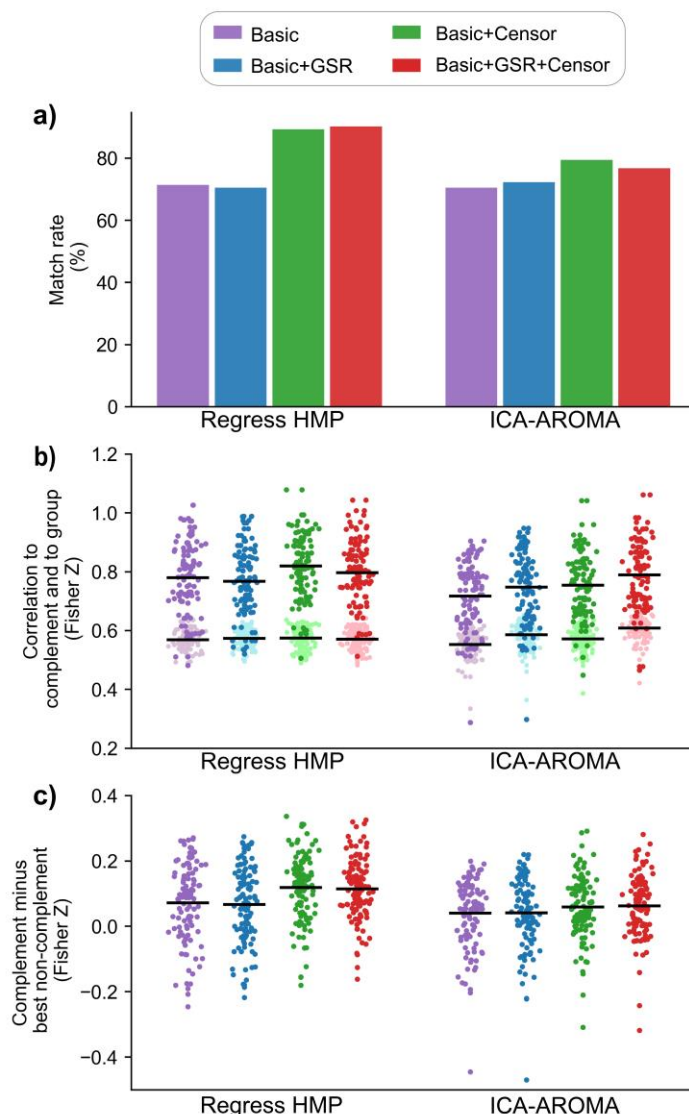 Basic
Basic+Censor
Basic+GSR
Basic+GSR+Censor
a)
Match rate
(%)
80
60
40
20
0
Regress HMP
ICA-AROMA
b)
Correlation to
complement and to group
(Fisher Z)
1.2
1.0
0.8
0.6
0.4
0.2
Regress HMP
ICA-AROMA
c)
Complement minus
best non-complement
(Fisher Z)
0.4
0.2
0.0
−0.2
−0.4
Regress HMP
ICA-AROMA